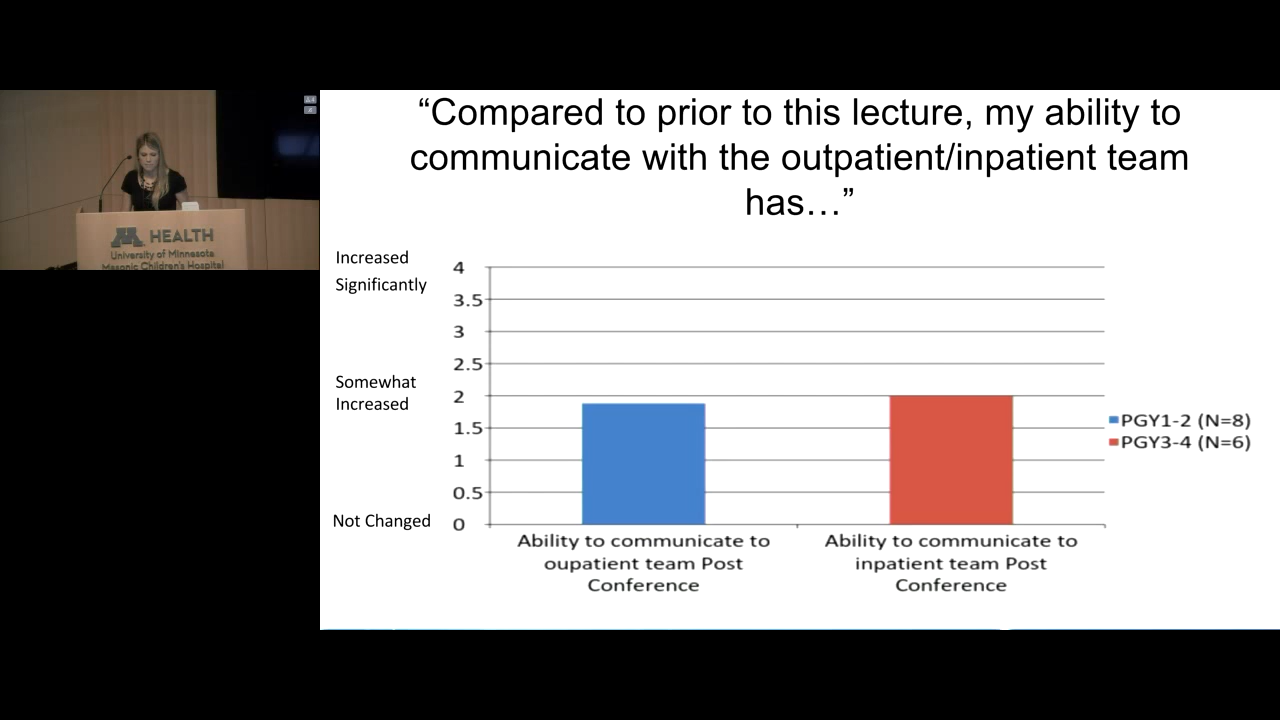 “Compared to prior to this lecture, my ability to
communicate with the outpatient/inpatient team
has…”
HEALTH
University of Minnesota
Masonic Children's Hospital
Increased
Significantly
Somewhat
Increased
Not Changed
4
3.5
3
2.5
2
1.5
1
0.5
0
Ability to communicate to
oupatient team Post
Conference
Ability to communicate to
inpatient team Post
Conference
PGY1-2 (N=8)
PGY3-4 (N=6)